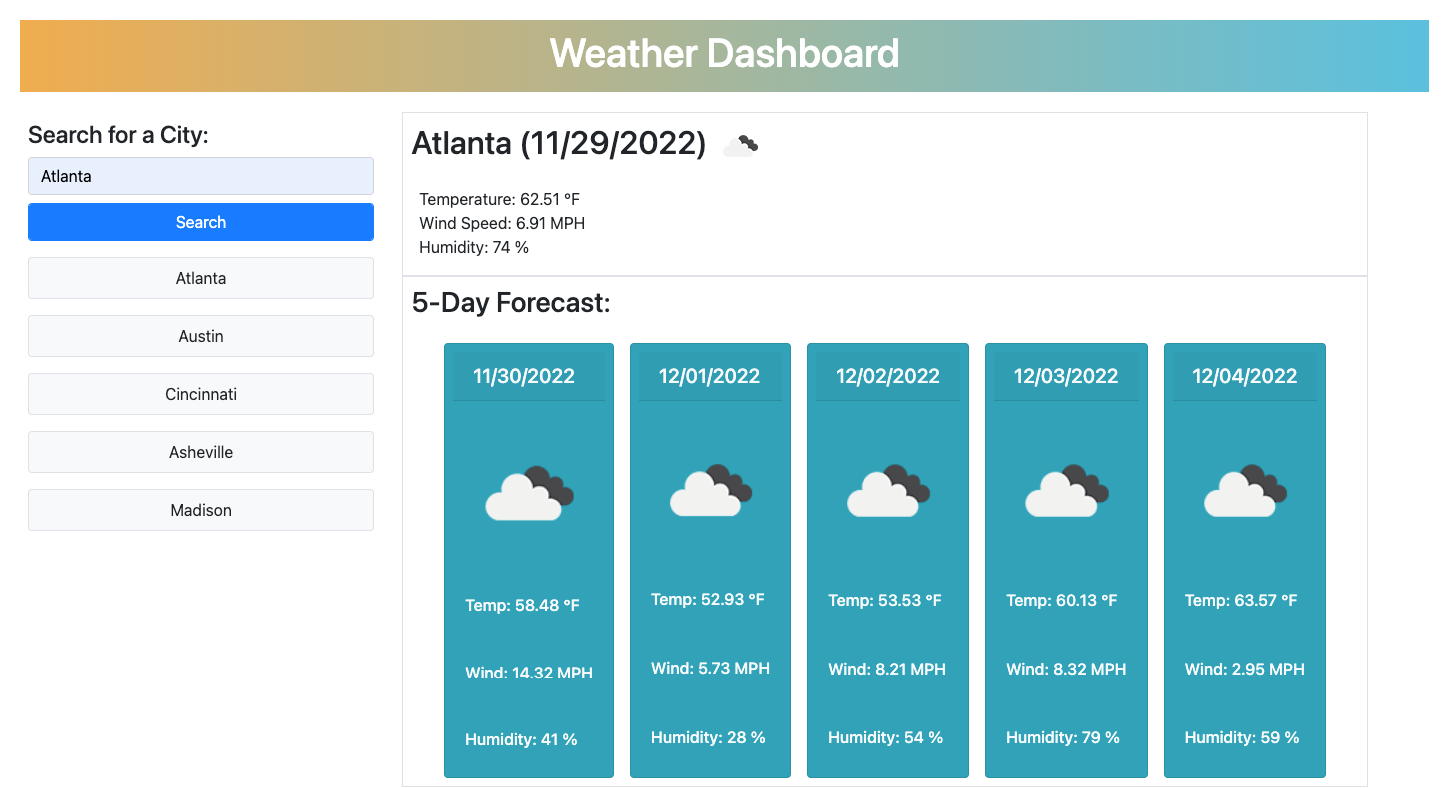 Weather Dashboard
Search for a City:
Atlanta
Search
Atlanta
Austin
Cincinnati
Asheville
Madison
Atlanta (11/29/2022)
Temperature: 62.51 °F
Wind Speed: 6.91 MPH
Humidity: 74 %
5-Day Forecast:
11/30/2022
Temp: 58.48 °F
Wind: 14.32 MPH
Humidity: 41 %
12/01/2022
Temp: 52.93 °F
Wind: 5.73 MPH
Humidity: 28 %
12/02/2022
Temp: 53.53 °F
Wind: 8.21 MPH
Humidity: 54 %
12/03/2022
Temp: 60.13 °F
Wind: 8.32 MPH
Humidity: 79 %
12/04/2022
Temp: 63.57 °F
Wind: 2.95 MPH
Humidity: 59 %